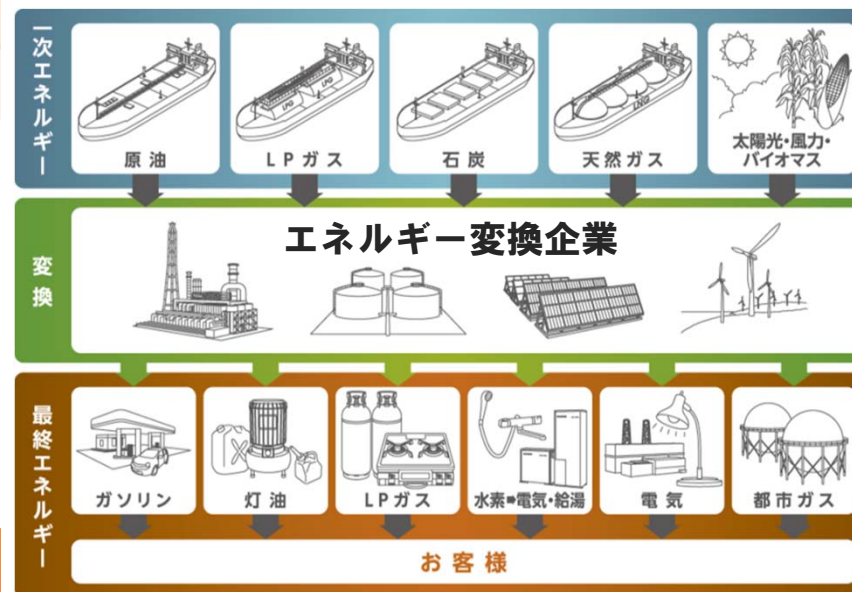 一次エネルギー
原油
LPガス
LPG
LPG
石炭
天然ガス
LNG
太陽光・風力・
バイオマス
変換
エネルギー変換企業
最終エネルギー
ガソリン
灯油
LPガス
水素➡電気・給湯
電気
都市ガス
お客様